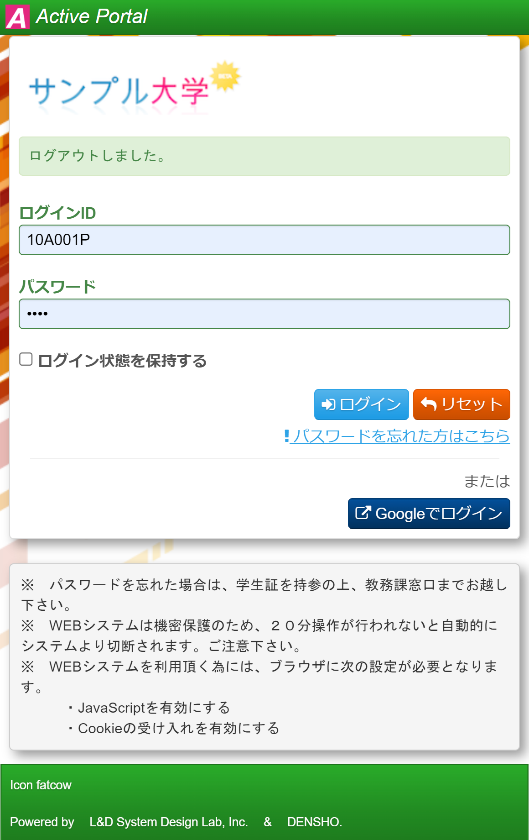 A Active Portal
サンプル大学 BETA
ログアウトしました。
ログインID
10A001P
パスワード
••••
ログイン状態を保持する
ログイン リセット
!パスワードを忘れた方はこちら
または
Googleでログイン
※　パスワードを忘れた場合は、学生証を持参の上、教務課窓口までお越し
下さい。
※　WEBシステムは機密保護のため、２０分操作が行われないと自動的に
システムより切断されます。ご注意下さい。
※　WEBシステムを利用頂く為には、ブラウザに次の設定が必要となりま
す。
・JavaScriptを有効にする
・Cookieの受け入れを有効にする
Icon fatcow
Powered by L&D System Design Lab, Inc. & DENSHO.